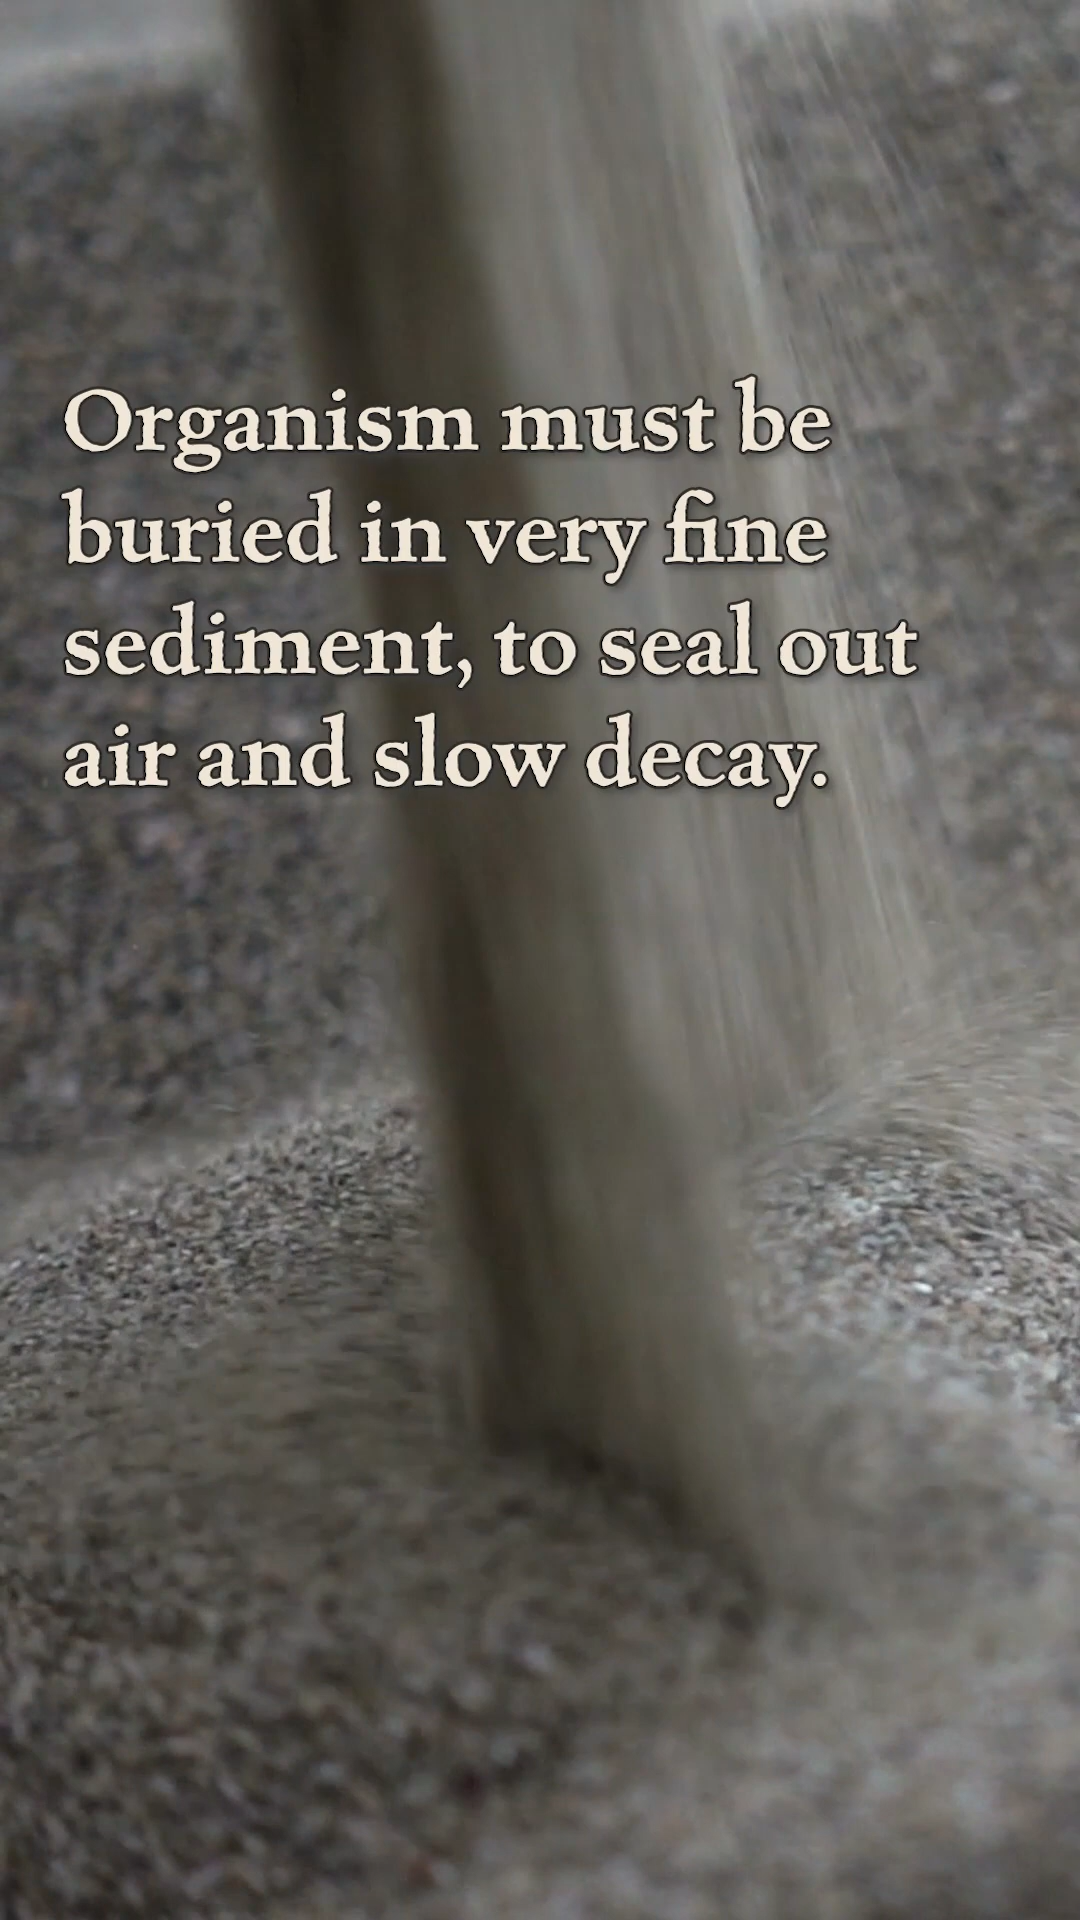 Organism must be
buried in very fine
sediment, to seal out
air and slow decay.